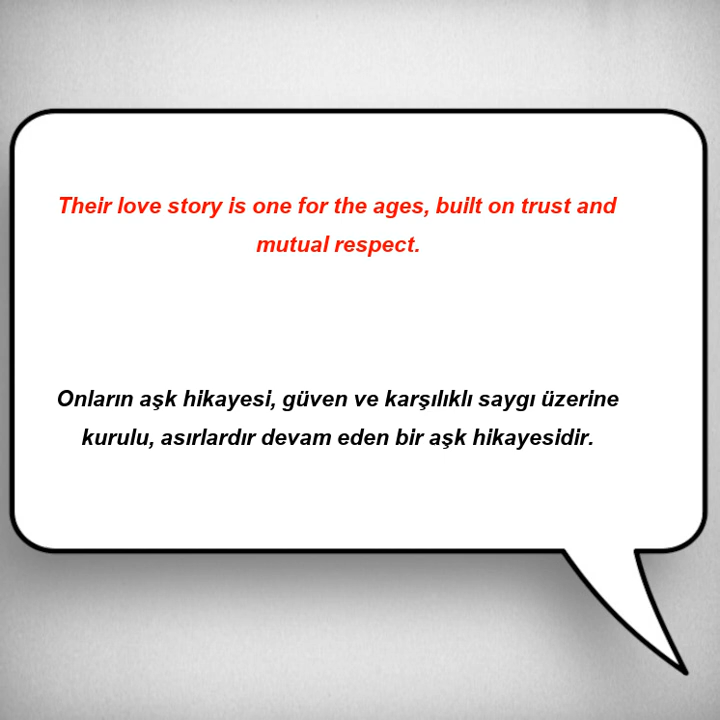 Their love story is one for the ages, built on trust and
mutual respect.
Onların aşk hikayesi, güven ve karşılıklı saygı üzerine
kurulu, asırlardır devam eden bir aşk hikayesidir.